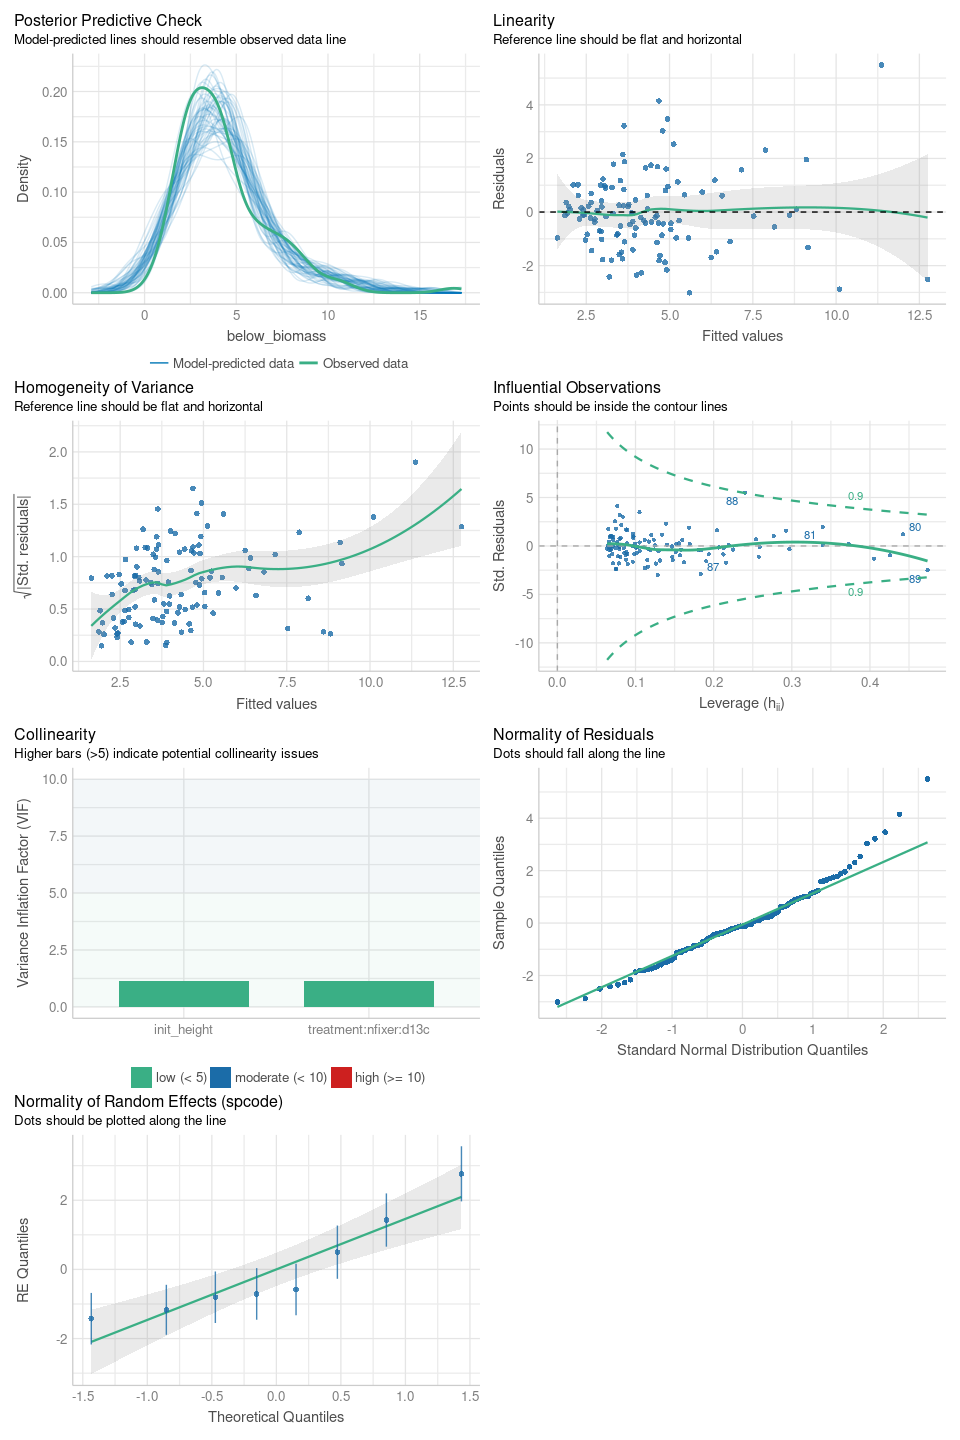 Posterior Predictive Check
Model-predicted lines should resemble observed data line
Density
0.20
0.15
0.10
0.05
0.00
0
5
10
15
below_biomass
Model-predicted data
Observed data
Linearity
Reference line should be flat and horizontal
Residuals
4
2
0
-2
2.5
5.0
7.5
10.0
12.5
Fitted values
Homogeneity of Variance
Reference line should be flat and horizontal
√|Std. residuals|
2.0
1.5
1.0
0.5
0.0
2.5
5.0
7.5
10.0
12.5
Fitted values
Influential Observations
Points should be inside the contour lines
Std. Residuals
10
5
0
-5
-10
0.9
88
80
81
87
89
0.9
0.0
0.1
0.2
0.3
0.4
Leverage (hii)
Collinearity
Higher bars (>5) indicate potential collinearity issues
Variance Inflation Factor (VIF)
10.0
7.5
5.0
2.5
0.0
init_height
treatment:nfixer:d13c
low (< 5)
moderate (< 10)
high (>= 10)
Normality of Residuals
Dots should fall along the line
Sample Quantiles
4
2
0
-2
-2
-1
0
1
2
Standard Normal Distribution Quantiles
Normality of Random Effects (spcode)
Dots should be plotted along the line
RE Quantiles
2
0
-2
-1.5
-1.0
-0.5
0.0
0.5
1.0
1.5
Theoretical Quantiles